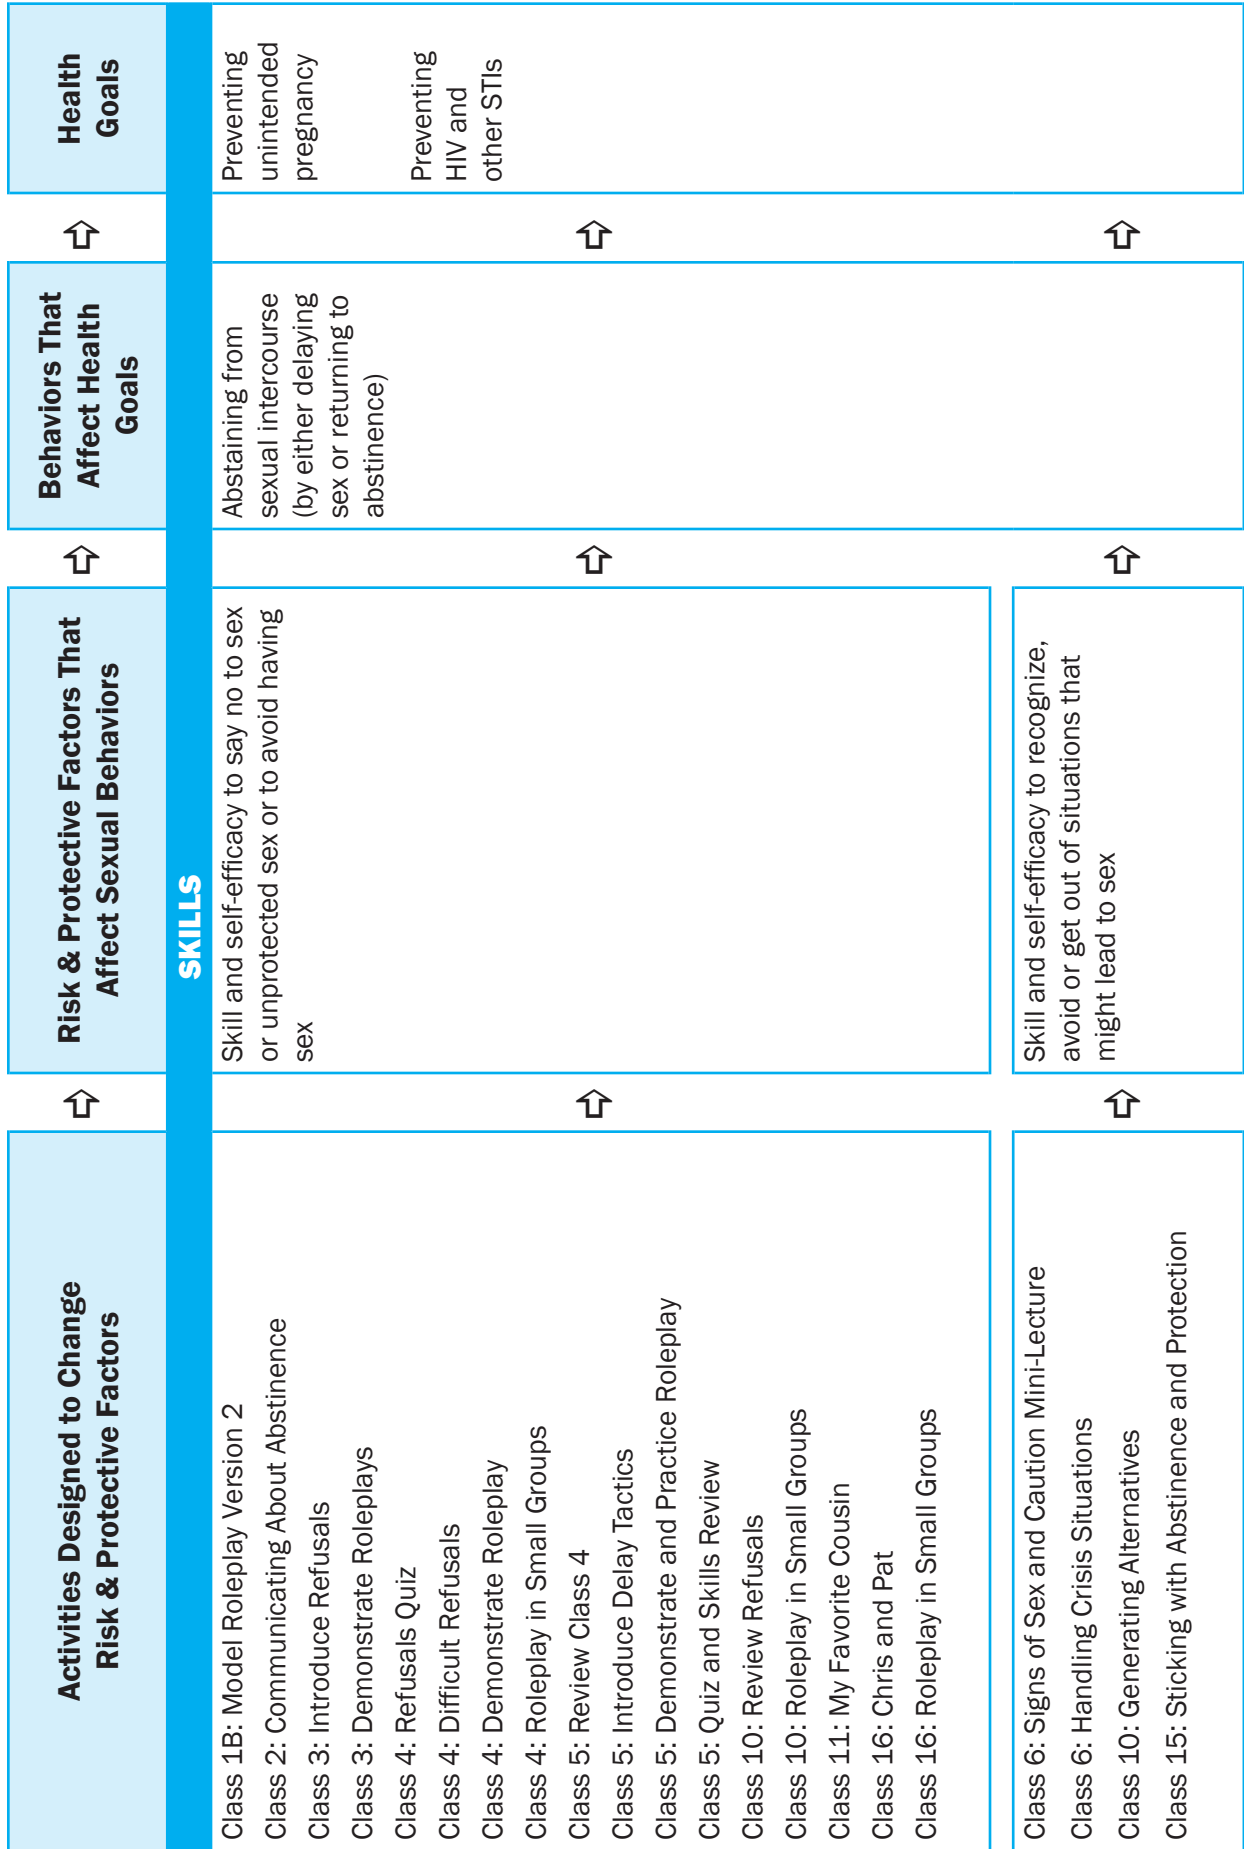 Activities Designed to Change
Risk & Protective Factors
Risk & Protective Factors That
Affect Sexual Behaviors
Behaviors That
Affect Health
Goals
Health
Goals
SKILLS
Class 1B: Model Roleplay Version 2
Class 2: Communicating About Abstinence
Class 3: Introduce Refusals
Class 3: Demonstrate Roleplays
Class 4: Refusals Quiz
Class 4: Difficult Refusals
Class 4: Demonstrate Roleplay
Class 4: Roleplay in Small Groups
Class 5: Review Class 4
Class 5: Introduce Delay Tactics
Class 5: Demonstrate and Practice Roleplay
Class 5: Quiz and Skills Review
Class 10: Review Refusals
Class 10: Roleplay in Small Groups
Class 11: My Favorite Cousin
Class 16: Chris and Pat
Class 16: Roleplay in Small Groups
Skill and self-efficacy to say no to sex
or unprotected sex or to avoid having
sex
Abstaining from
sexual intercourse
(by either delaying
sex or returning to
abstinence)
Preventing
unintended
pregnancy
Preventing
HIV and
other STIs
Class 6: Signs of Sex and Caution Mini-Lecture
Class 6: Handling Crisis Situations
Class 10: Generating Alternatives
Class 15: Sticking with Abstinence and Protection
Skill and self-efficacy to recognize,
avoid or get out of situations that
might lead to sex